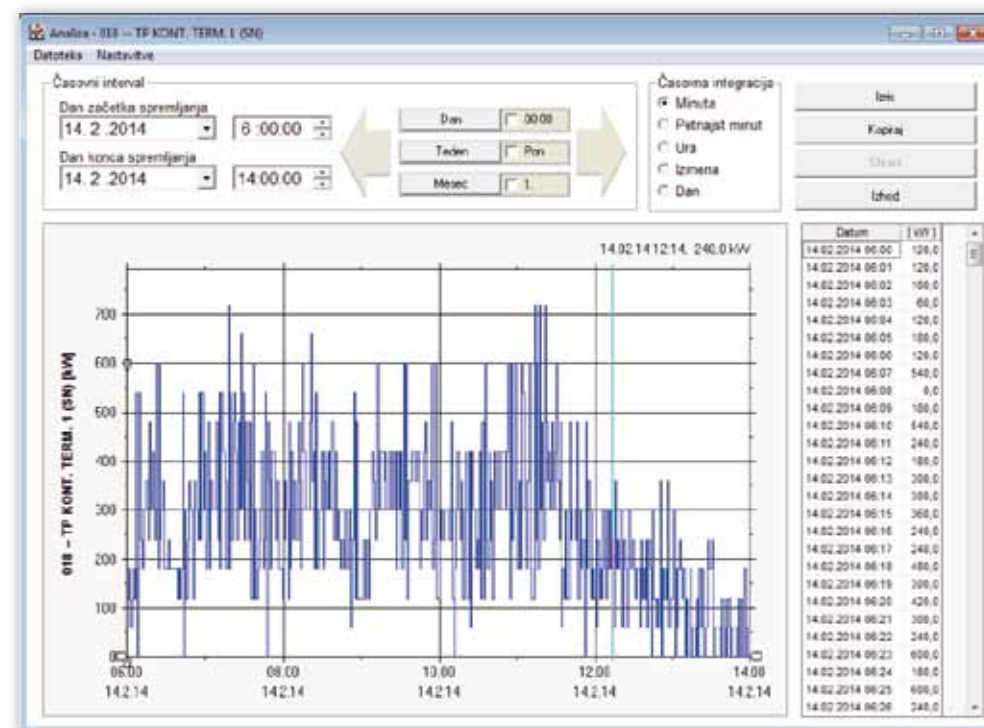 Analiza - 018 -- TP KONT. TERM. 1 (SN)
Datoteka Nastavitve
Časovni interval
Dan začetka spremljanja
14. 2. 2014 6:00:00
Dan konca spremljanja
14. 2. 2014 14:00:00
Dan 00:00
Teden Pon
Mesec 1.
Časovna integracija
Minuta
Petnajst minut
Ura
Izmena
Dan
Izris
Kopiraj
Izhod
14.02.14 12:14, 240,0 kW
018 -- TP KONT. TERM. 1 (SN) [kW]
700
600
500
400
300
200
100
0
06:00 08:00 10:00 12:00 14:00
14.2.14 14.2.14 14.2.14 14.2.14 14.2.14
Datum [kW]
14.02.2014 06:00 120,0
14.02.2014 06:01 120,0
14.02.2014 06:02 180,0
14.02.2014 06:03 60,0
14.02.2014 06:04 120,0
14.02.2014 06:05 180,0
14.02.2014 06:06 120,0
14.02.2014 06:07 540,0
14.02.2014 06:08 0,0
14.02.2014 06:09 180,0
14.02.2014 06:10 540,0
14.02.2014 06:11 240,0
14.02.2014 06:12 180,0
14.02.2014 06:13 300,0
14.02.2014 06:14 300,0
14.02.2014 06:15 360,0
14.02.2014 06:16 240,0
14.02.2014 06:17 240,0
14.02.2014 06:18 480,0
14.02.2014 06:19 300,0
14.02.2014 06:20 420,0
14.02.2014 06:21 300,0
14.02.2014 06:22 240,0
14.02.2014 06:23 600,0
14.02.2014 06:24 180,0
14.02.2014 06:25 600,0
14.02.2014 06:26 240,0